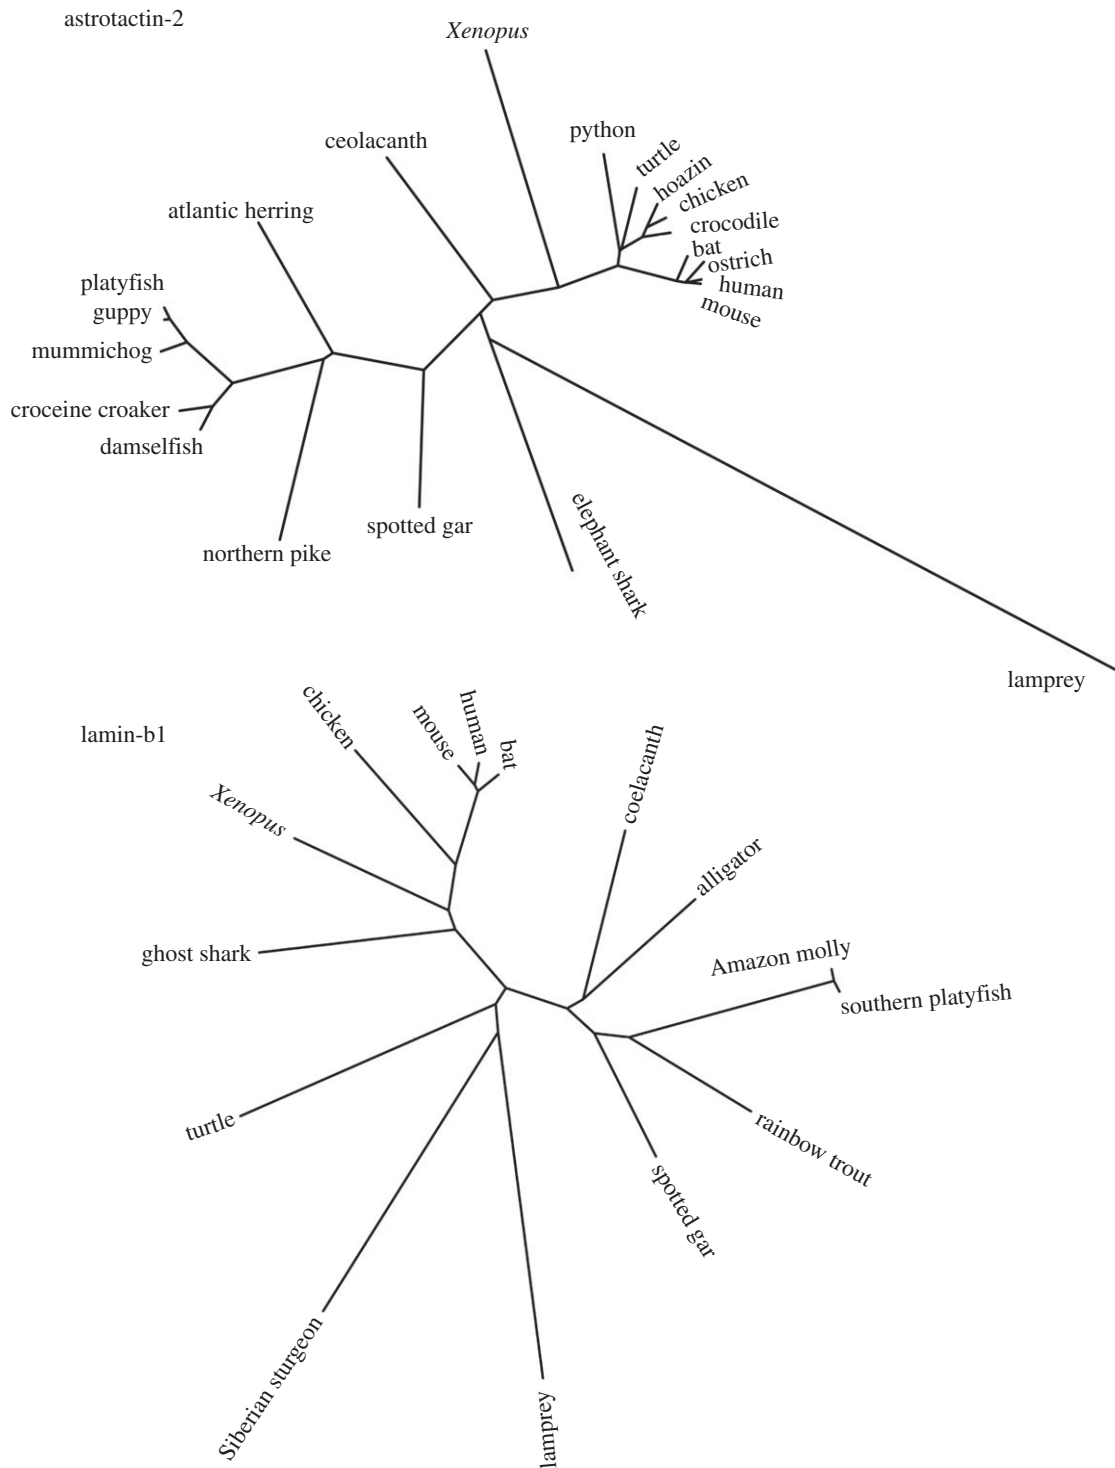 astrotactin-2
Xenopus
python
ceolacanth
turtle
hoazin
chicken
atlantic herring
crocodile
bat
ostrich
platyfish
human
guppy
mouse
mummichog
croceine croaker
damselfish
elephant shark
spotted gar
northern pike
lamprey
chicken
mouse
human
bat
lamin-b1
coelacanth
Xenopus
alligator
ghost shark
Amazon molly
southern platyfish
turtle
rainbow trout
spotted gar
Siberian sturgeon
lamprey